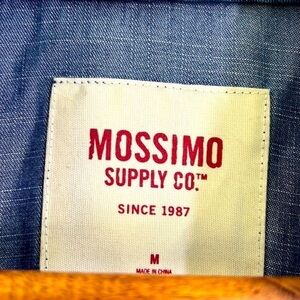 MOSSIMO
SUPPLY CO.™
SINCE 1987
M
MADE IN CHINA